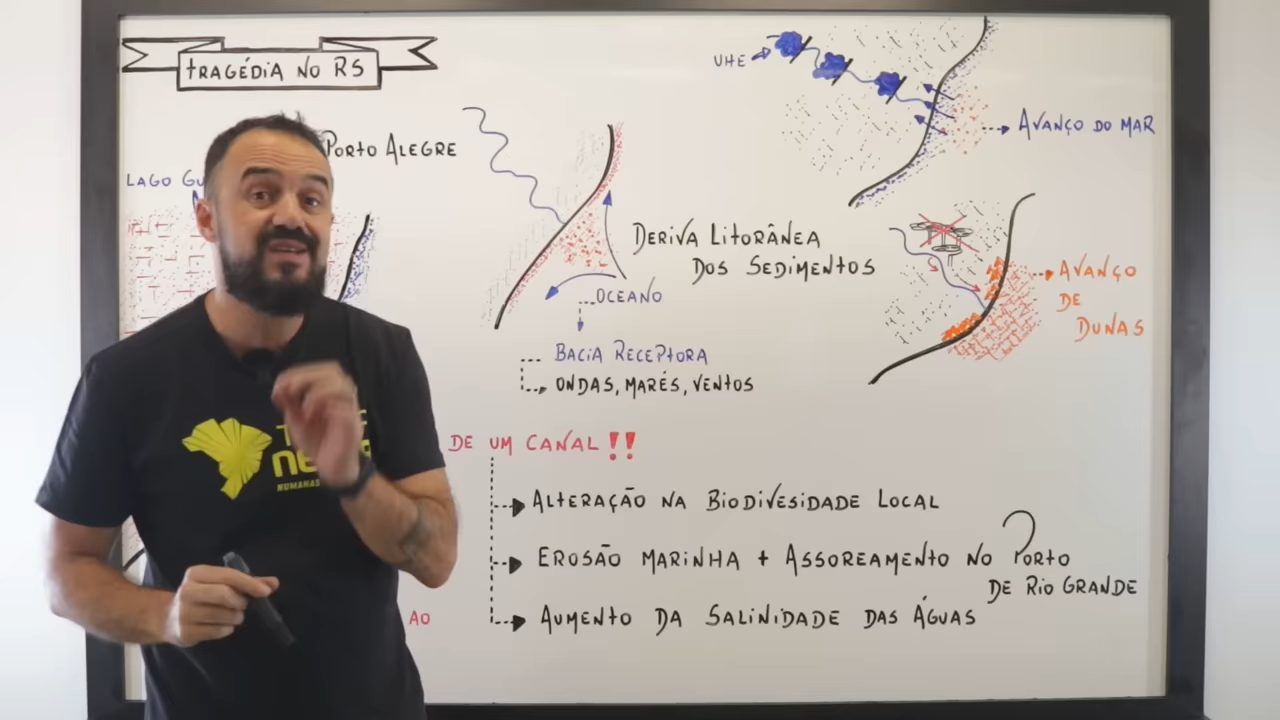 TRAGÉDIA NO RS
UHE
AVANÇO DO MAR
PORTO ALEGRE
LAGO
DERIVA LITORÂNEA
DOS SEDIMENTOS
OCEANO
AVANÇO
DE
DUNAS
BACIA RECEPTORA
ONDAS, MARÉS, VENTOS
DE UM CANAL!!
ALTERAÇÃO NA BIODIVESIDADE LOCAL
EROSÃO MARINHA + ASSOREAMENTO NO PORTO
DE RIO GRANDE
AUMENTO DA SALINIDADE DAS ÁGUAS
AO
HUMANAS